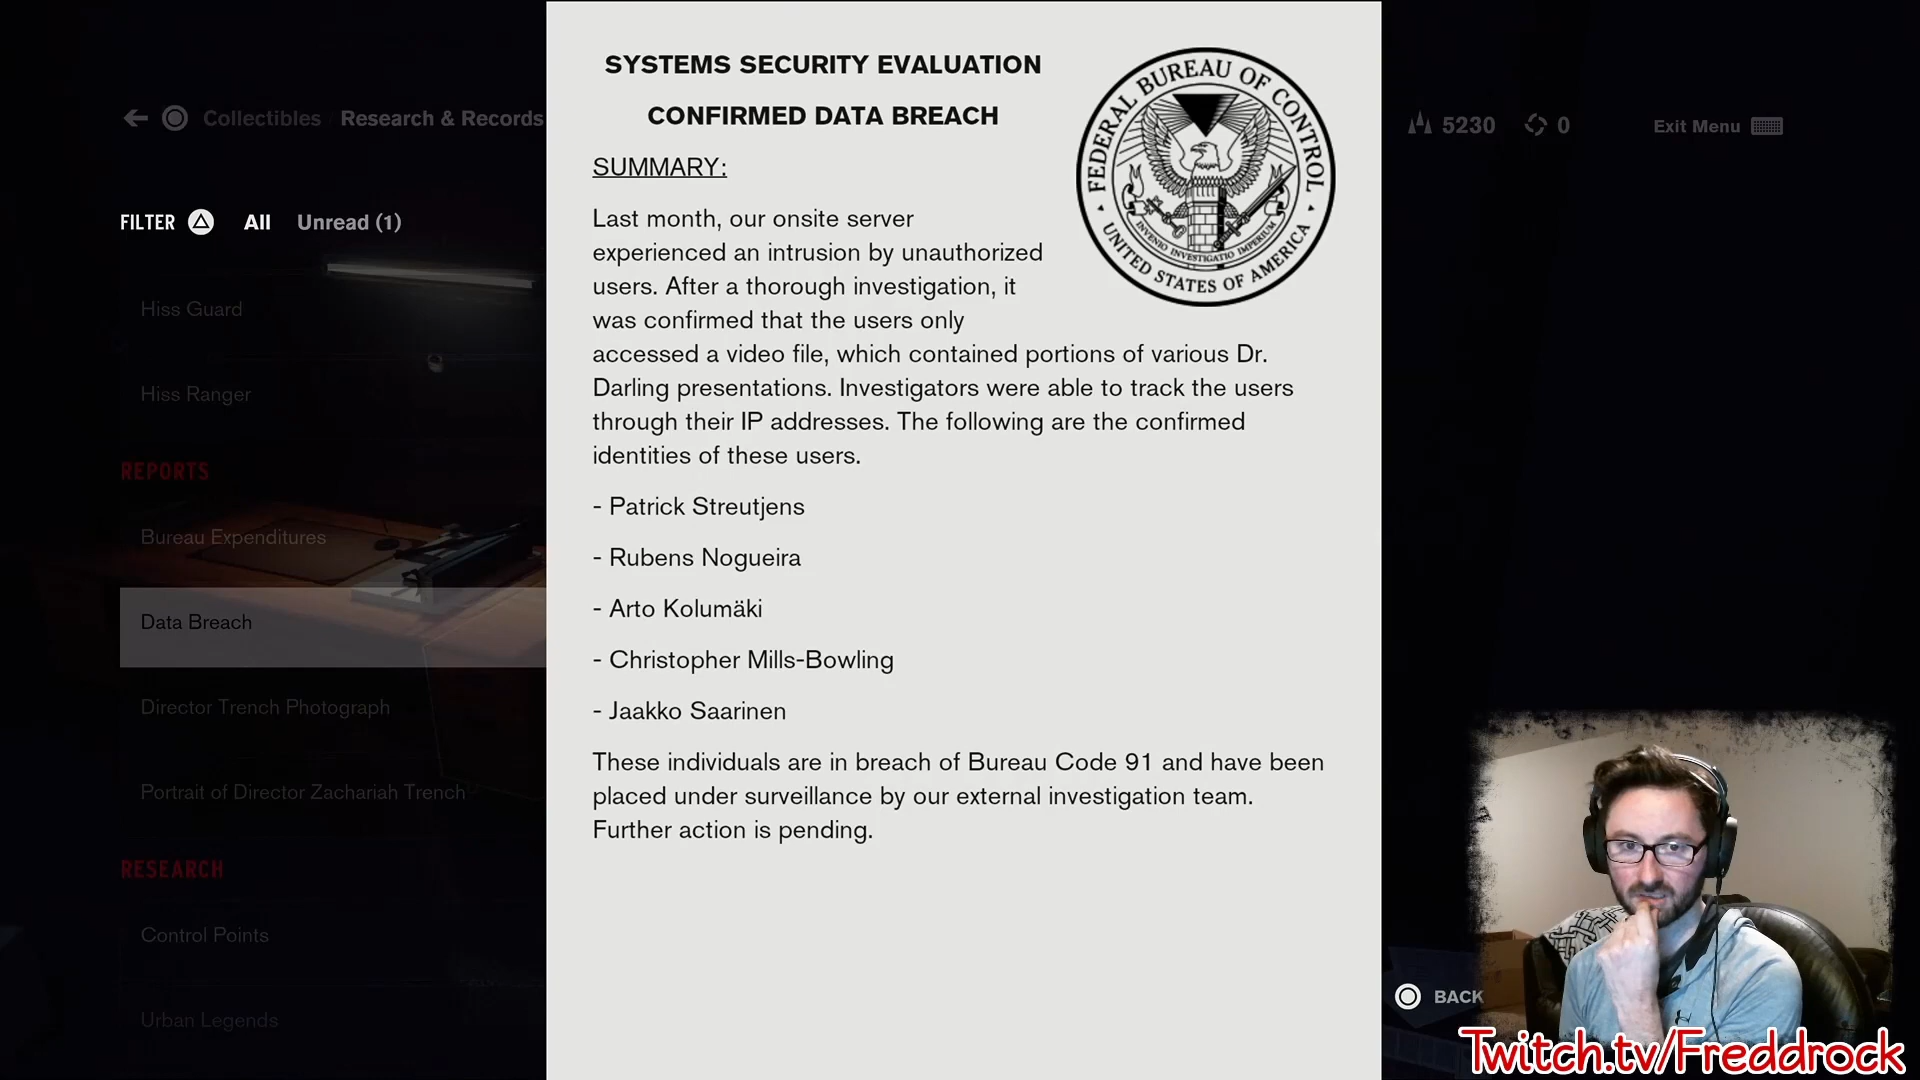 SYSTEMS SECURITY EVALUATION
CONFIRMED DATA BREACH
FEDERAL BUREAU OF CONTROL
UNITED STATES OF AMERICA
INVENIO INVESTIGATIO IMPERIUM
Collectibles Research & Records
5230 0 Exit Menu
SUMMARY:
FILTER All Unread (1)
Last month, our onsite server
experienced an intrusion by unauthorized
users. After a thorough investigation, it
was confirmed that the users only
accessed a video file, which contained portions of various Dr.
Darling presentations. Investigators were able to track the users
through their IP addresses. The following are the confirmed
identities of these users.
- Patrick Streutjens
- Rubens Nogueira
- Arto Kolumäki
- Christopher Mills-Bowling
- Jaakko Saarinen
These individuals are in breach of Bureau Code 91 and have been
placed under surveillance by our external investigation team.
Further action is pending.
Hiss Guard
Hiss Ranger
REPORTS
Bureau Expenditures
Data Breach
Director Trench Photograph
Portrait of Director Zachariah Trench
RESEARCH
Control Points
Urban Legends
BACK
Twitch.tv/Freddrock